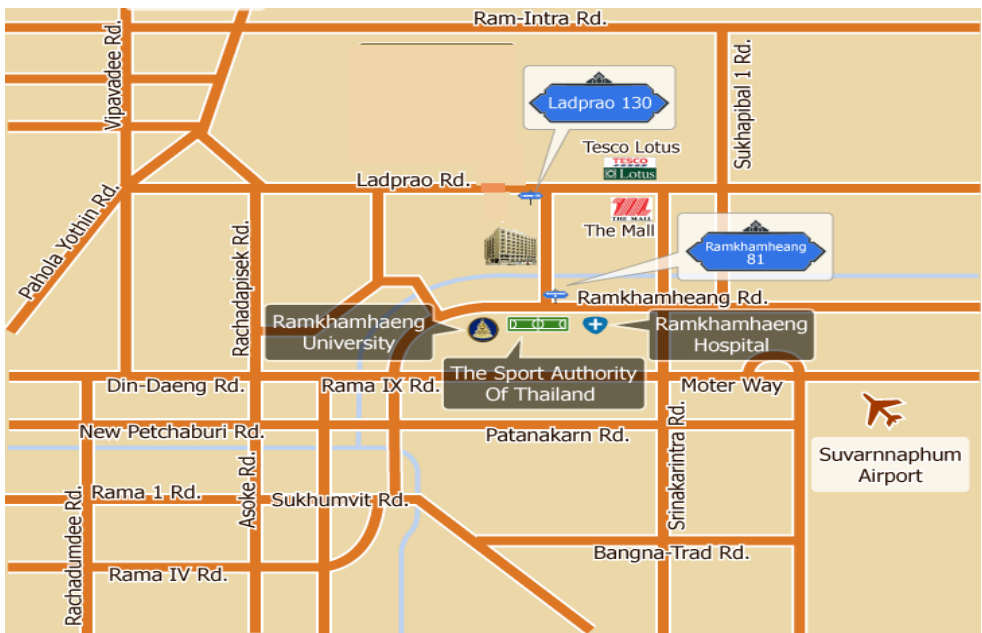 Ram-Intra Rd.
Vipavadee Rd.
Ladprao 130
Sukhapibal 1 Rd.
Tesco Lotus
TESCO
Lotus
Ladprao Rd.
THE MALL
The Mall
Pahola Yothin Rd.
Rachadapisek Rd.
Ramkhamheang
81
Ramkhamheang Rd.
Ramkhamhaeng
University
Ramkhamhaeng
Hospital
The Sport Authority
Of Thailand
Din-Daeng Rd.
Rama IX Rd.
Moter Way
New Petchaburi Rd.
Patanakarn Rd.
Srinakarintra Rd.
Suvarnnaphum
Airport
Rachadumdee Rd.
Rama 1 Rd.
Asoke Rd.
Sukhumvit Rd.
Bangna-Trad Rd.
Rama IV Rd.